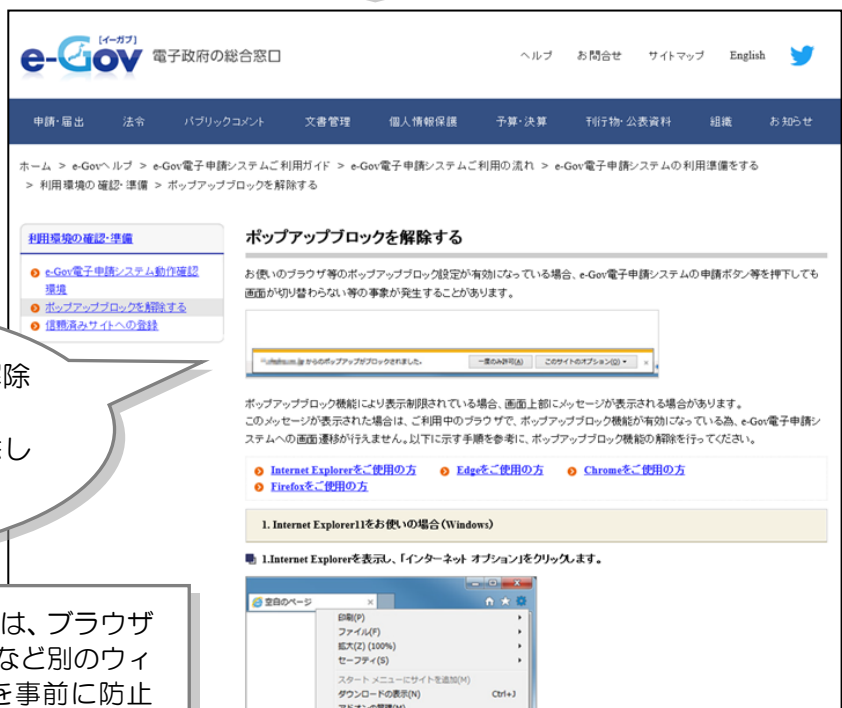 [イーガブ]
e-Gov 電子政府の総合窓口
ヘルプ お問合せ サイトマップ English
申請・届出 法令 パブリックコメント 文書管理 個人情報保護 予算・決算 刊行物・公表資料 組織 お知らせ
ホーム > e-Govヘルプ > e-Gov電子申請システムご利用ガイド > e-Gov電子申請システムご利用の流れ > e-Gov電子申請システムの利用準備をする
> 利用環境の確認・準備 > ポップアップブロックを解除する
利用環境の確認・準備
e-Gov電子申請システム動作確認
環境
ポップアップブロックを解除する
信頼済みサイトへの登録
ポップアップブロックを解除する
お使いのブラウザ等のポップアップブロック設定が有効になっている場合、e-Gov電子申請システムの申請ボタン等を押下しても
画面が切り替わらない等の事象が発生することがあります。
からのポップアップがブロックされました。 一度のみ許可(A) このサイトのオプション(O) ×
ポップアップブロック機能により表示制限されている場合、画面上部にメッセージが表示される場合があります。
このメッセージが表示された場合は、ご利用中のブラウザで、ポップアップブロック機能が有効になっている為、e-Gov電子申請シ
ステムへの画面遷移が行えません。以下に示す手順を参考に、ポップアップブロック機能の解除を行ってください。
Internet Explorerをご使用の方 Edgeをご使用の方 Chromeをご使用の方
Firefoxをご使用の方
1. Internet Explorer11をお使いの場合(Windows)
1.Internet Explorerを表示し、「インターネット オプション」をクリックします。
空白のページ ×
印刷(P)
ファイル(F)
拡大(Z) (100%)
セーフティ(S)
スタート メニューにサイトを追加(M)
ダウンロードの表示(N) Ctrl+J
アドオンの管理(M)
解除
し
は、ブラウザ
など別のウィ
を事前に防止